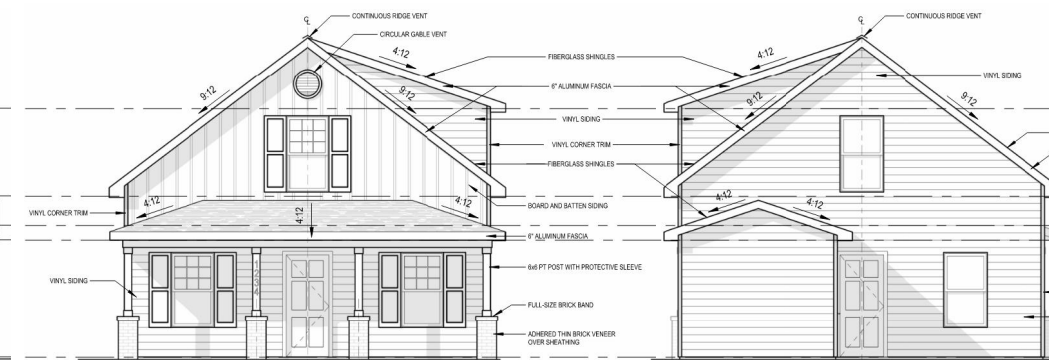 ℄
CONTINUOUS RIDGE VENT
CIRCULAR GABLE VENT
4:12
9:12
9:12
4:12
4:12
4:12
VINYL CORNER TRIM
VINYL SIDING
1234
FIBERGLASS SHINGLES
6" ALUMINUM FASCIA
VINYL SIDING
VINYL CORNER TRIM
FIBERGLASS SHINGLES
BOARD AND BATTEN SIDING
6" ALUMINUM FASCIA
6x6 PT POST WITH PROTECTIVE SLEEVE
FULL-SIZE BRICK BAND
ADHERED THIN BRICK VENEER
OVER SHEATHING
℄
CONTINUOUS RIDGE VENT
4:12
VINYL SIDING
9:12
9:12
4:12
4:12